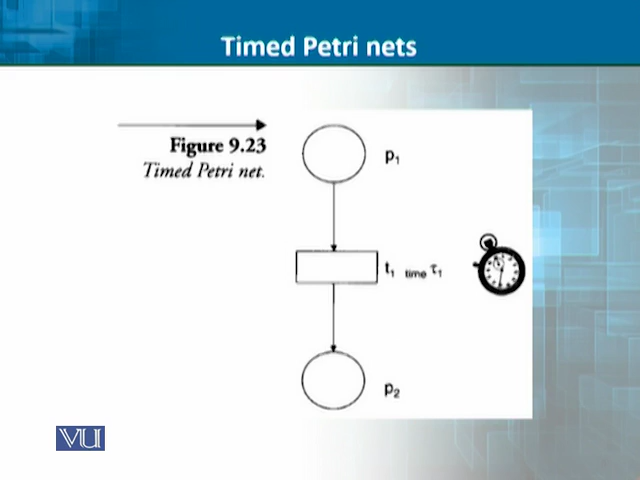 Timed Petri nets
Figure 9.23
Timed Petri net.
p₁
t₁ time τ₁
p₂
VU